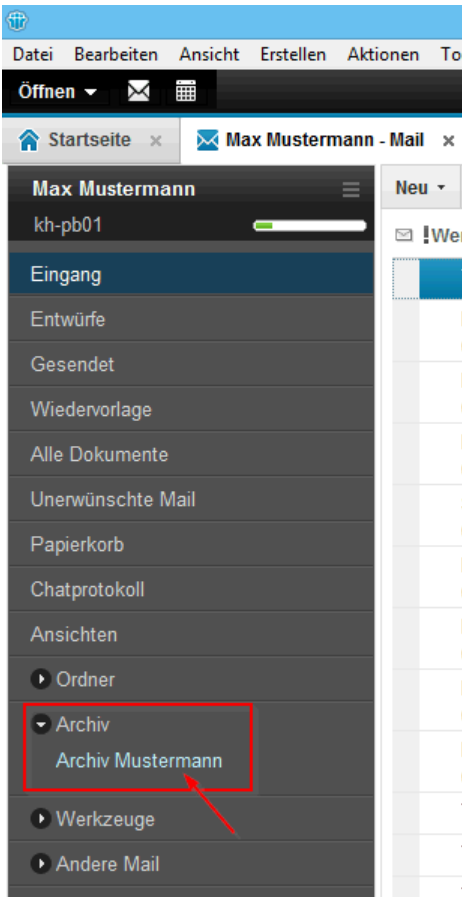 Datei Bearbeiten Ansicht Erstellen Aktionen
Öffnen
Startseite Max Mustermann - Mail
Max Mustermann Neu
kh-pb01
Eingang
Entwürfe
Gesendet
Wiedervorlage
Alle Dokumente
Unerwünschte Mail
Papierkorb
Chatprotokoll
Ansichten
Ordner
Archiv
Archiv Mustermann
Werkzeuge
Andere Mail